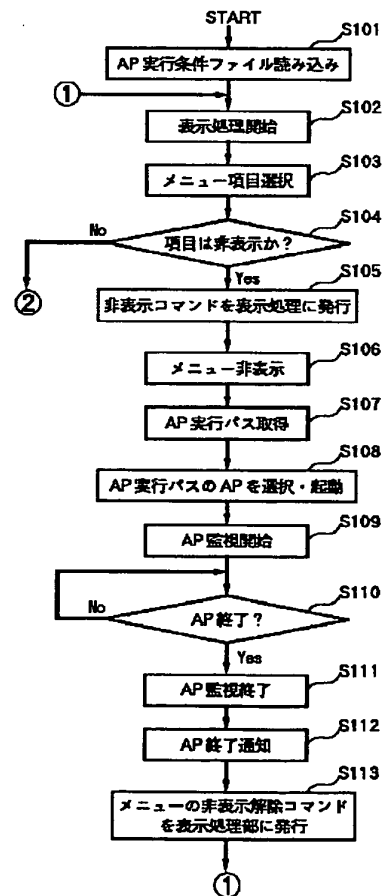 START
S101
AP実行条件ファイル読み込み
①
S102
表示処理開始
S103
メニュー項目選択
S104
No
項目は非表示か?
②
Yes
S105
非表示コマンドを表示処理に発行
S106
メニュー非表示
S107
AP実行パス取得
S108
AP実行パスのAPを選択・起動
S109
AP監視開始
S110
No
AP終了?
Yes
S111
AP監視終了
S112
AP終了通知
S113
メニューの非表示解除コマンド
を表示処理部に発行
①